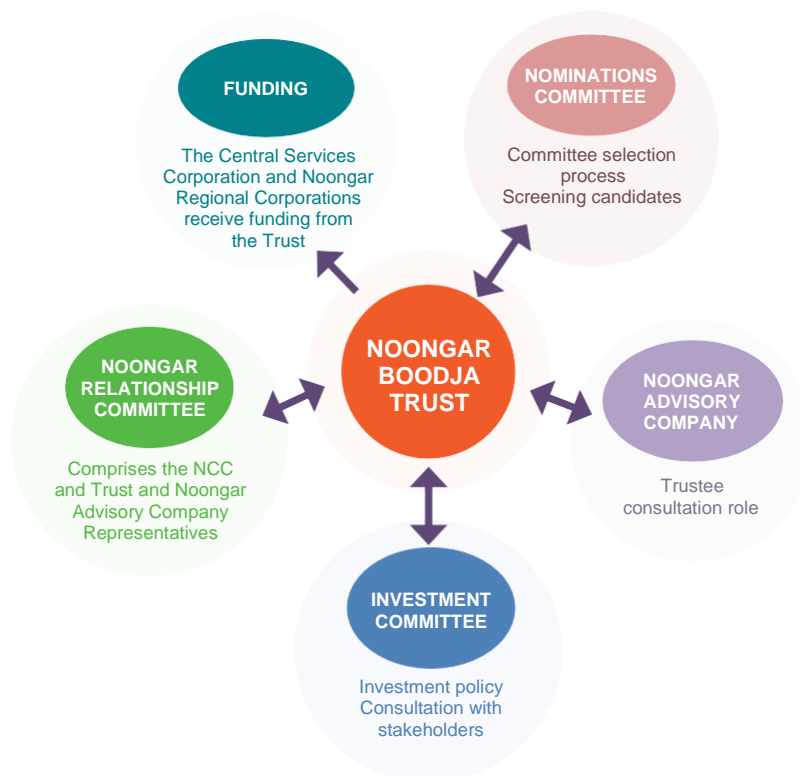 FUNDING
The Central Services
Corporation and Noongar
Regional Corporations
receive funding from
the Trust
NOMINATIONS
COMMITTEE
Committee selection
process
Screening candidates
NOONGAR
BOODJA
TRUST
NOONGAR
RELATIONSHIP
COMMITTEE
Comprises the NCC
and Trust and Noongar
Advisory Company
Representatives
NOONGAR
ADVISORY
COMPANY
Trustee
consultation role
INVESTMENT
COMMITTEE
Investment policy
Consultation with
stakeholders